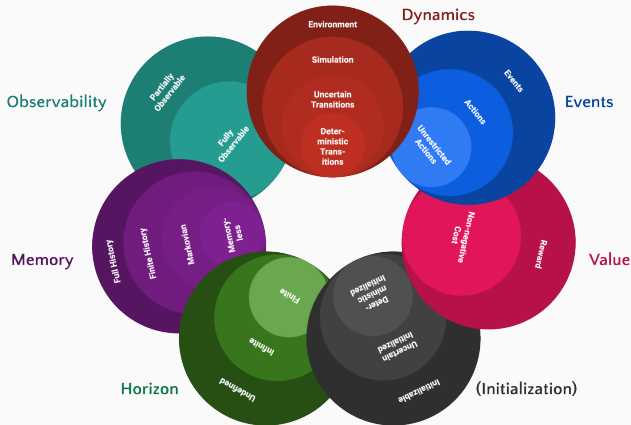 Dynamics
Environment
Simulation
Uncertain
Transitions
Deter-
ministic
Trans-
itions
Observability
Partially
Observable
Fully
Observable
Events
Events
Actions
Unrestricted
Actions
Memory
Full History
Finite History
Markovian
Memory-
less
Value
Non-negative
Cost
Reward
Horizon
Finite
Infinite
Undefined
(Initialization)
Deter-
ministic
Initialized
Uncertain
Initialized
Initializable